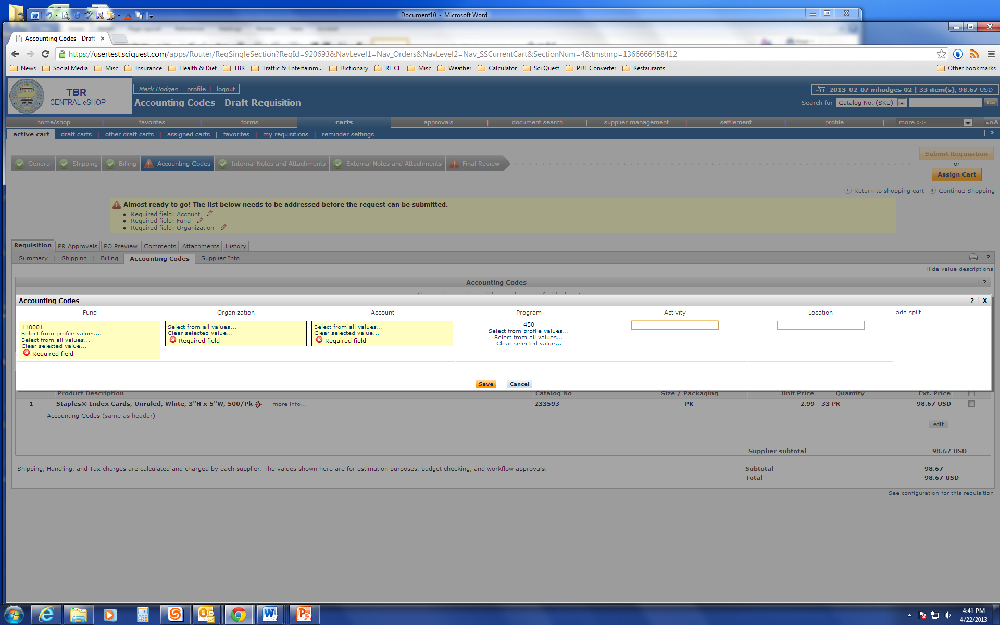 Document10 - Microsoft Word
Accounting Codes - Draft
https://usertest.sciquest.com/apps/Router/ReqSingleSection?ReqId=920693&NavLevel1=Nav_Orders&NavLevel2=Nav_SSCurrentCart&SectionNum=4&tmstmp=1366666458412
News Social Media Misc Insurance Health & Diet TBR Traffic & Entertainm... Dictionary RE CE Misc Weather Calculator Sci Quest PDF Converter Restaurants Other bookmarks
TBR
CENTRAL eSHOP
Mark Hodges profile | logout
2013-02-07 mhodges 02 | 33 item(s), 98.67 USD
Accounting Codes - Draft Requisition
Search for Catalog No. (SKU) Go
home/shop | favorites | forms carts approvals | document search | supplier management | settlement | profile | more >> AAA
active cart draft carts | other draft carts | assigned carts | favorites | my requisitions | reminder settings | ?
General Shipping Billing Accounting Codes Internal Notes and Attachments External Notes and Attachments Final Review
Submit Requisition
or
Assign Cart
Return to shopping cart Continue Shopping
Almost ready to go! The list below needs to be addressed before the request can be submitted.
Required field: Account
Required field: Fund
Required field: Organization
Requisition PR Approvals PO Preview Comments Attachments History
Summary Shipping Billing Accounting Codes Supplier Info ?
Hide value descriptions
Accounting Codes ?
Accounting Codes ? X
Fund Organization Account Program Activity Location add split
110001
Select from profile values...
Select from all values...
Clear selected value...
Required field
Select from all values...
Clear selected value...
Required field
Select from all values...
Clear selected value...
Required field
450
Select from profile values...
Select from all values...
Clear selected value...
Save Cancel
Product Description Catalog No Size / Packaging Unit Price Quantity Ext. Price
1 Staples® Index Cards, Unruled, White, 3"H x 5"W, 500/Pk more info... 233593 PK 2.99 33 PK 98.67 USD
Accounting Codes (same as header)
edit
Supplier subtotal 98.67 USD
Shipping, Handling, and Tax charges are calculated and charged by each supplier. The values shown here are for estimation purposes, budget checking, and workflow approvals.
Subtotal 98.67
Total 98.67 USD
See configuration for this requisition
4:41 PM
4/22/2013